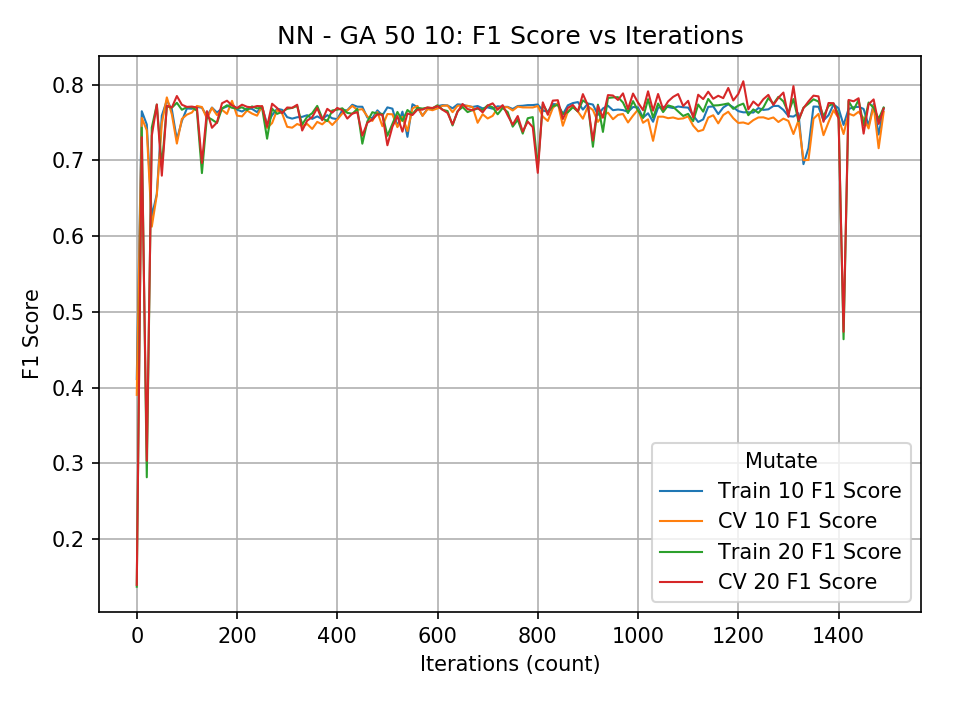 NN - GA 50 10: F1 Score vs Iterations
F1 Score
0.8
0.7
0.6
0.5
0.4
0.3
0.2
Mutate
Train 10 F1 Score
CV 10 F1 Score
Train 20 F1 Score
CV 20 F1 Score
0 200 400 600 800 1000 1200 1400
Iterations (count)